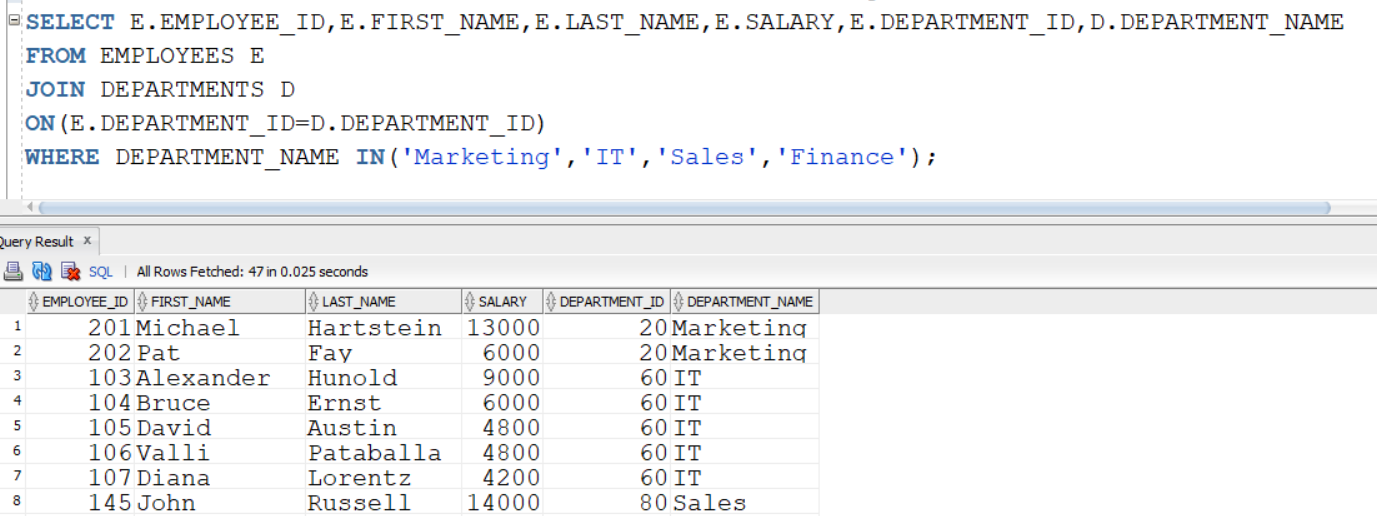 SELECT E.EMPLOYEE_ID,E.FIRST_NAME,E.LAST_NAME,E.SALARY,E.DEPARTMENT_ID,D.DEPARTMENT_NAME
FROM EMPLOYEES E
JOIN DEPARTMENTS D
ON(E.DEPARTMENT_ID=D.DEPARTMENT_ID)
WHERE DEPARTMENT_NAME IN('Marketing','IT','Sales','Finance');
Query Result x
SQL | All Rows Fetched: 47 in 0.025 seconds
EMPLOYEE_ID FIRST_NAME LAST_NAME SALARY DEPARTMENT_ID DEPARTMENT_NAME
1 201 Michael Hartstein 13000 20 Marketing
2 202 Pat Fay 6000 20 Marketing
3 103 Alexander Hunold 9000 60 IT
4 104 Bruce Ernst 6000 60 IT
5 105 David Austin 4800 60 IT
6 106 Valli Pataballa 4800 60 IT
7 107 Diana Lorentz 4200 60 IT
8 145 John Russell 14000 80 Sales